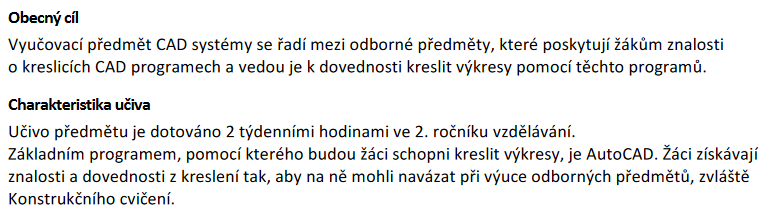 Obecný cíl
Vyučovací předmět CAD systémy se řadí mezi odborné předměty, které poskytují žákům znalosti
o kreslicích CAD programech a vedou je k dovednosti kreslit výkresy pomocí těchto programů.
Charakteristika učiva
Učivo předmětu je dotováno 2 týdenními hodinami ve 2. ročníku vzdělávání.
Základním programem, pomocí kterého budou žáci schopni kreslit výkresy, je AutoCAD. Žáci získávají
znalosti a dovednosti z kreslení tak, aby na ně mohli navázat při výuce odborných předmětů, zvláště
Konstrukčního cvičení.